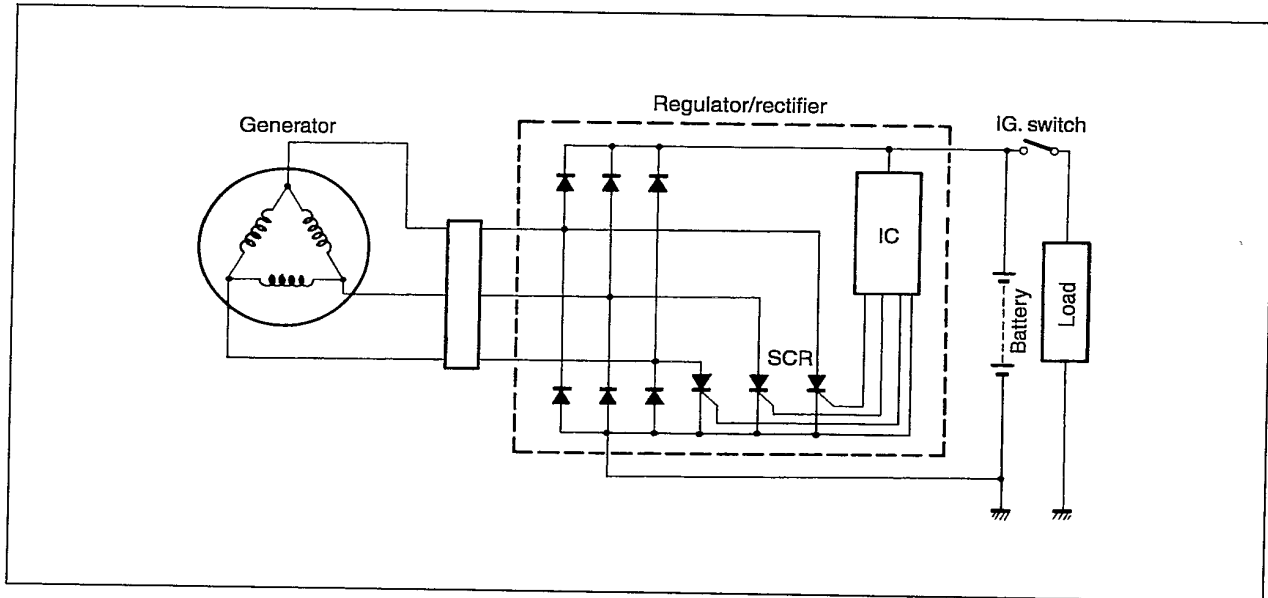 Regulator/rectifier
Generator
IG. switch
IC
SCR
Battery
Load